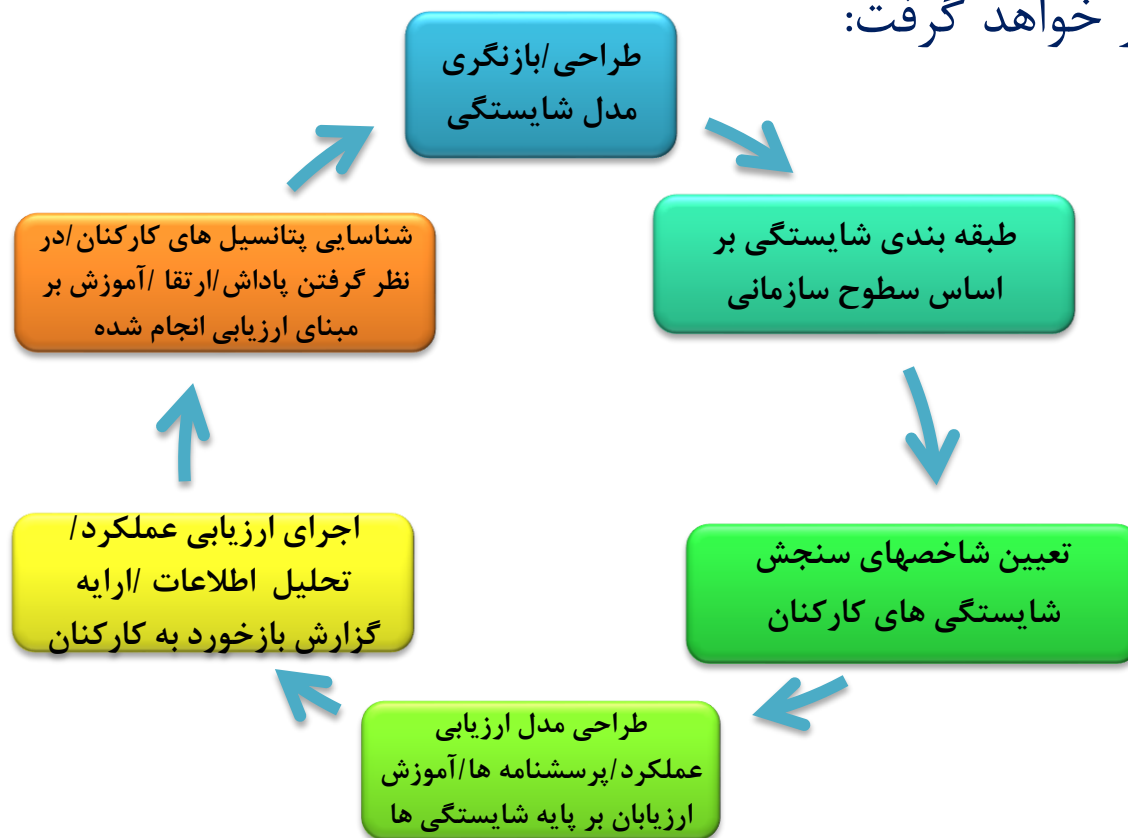 خواهد گرفت:
طراحی/بازنگری
مدل شایستگی
طبقه بندی شایستگی بر
اساس سطوح سازمانی
تعیین شاخصهای سنجش
شایستگی های کارکنان
طراحی مدل ارزیابی
عملکرد/پرسشنامه ها/آموزش
ارزیابان بر پایه شایستگی ها
اجرای ارزیابی عملکرد/
تحلیل اطلاعات /ارایه
گزارش بازخورد به کارکنان
شناسایی پتانسیل های کارکنان/در
نظر گرفتن پاداش/ارتقا /آموزش بر
مبنای ارزیابی انجام شده